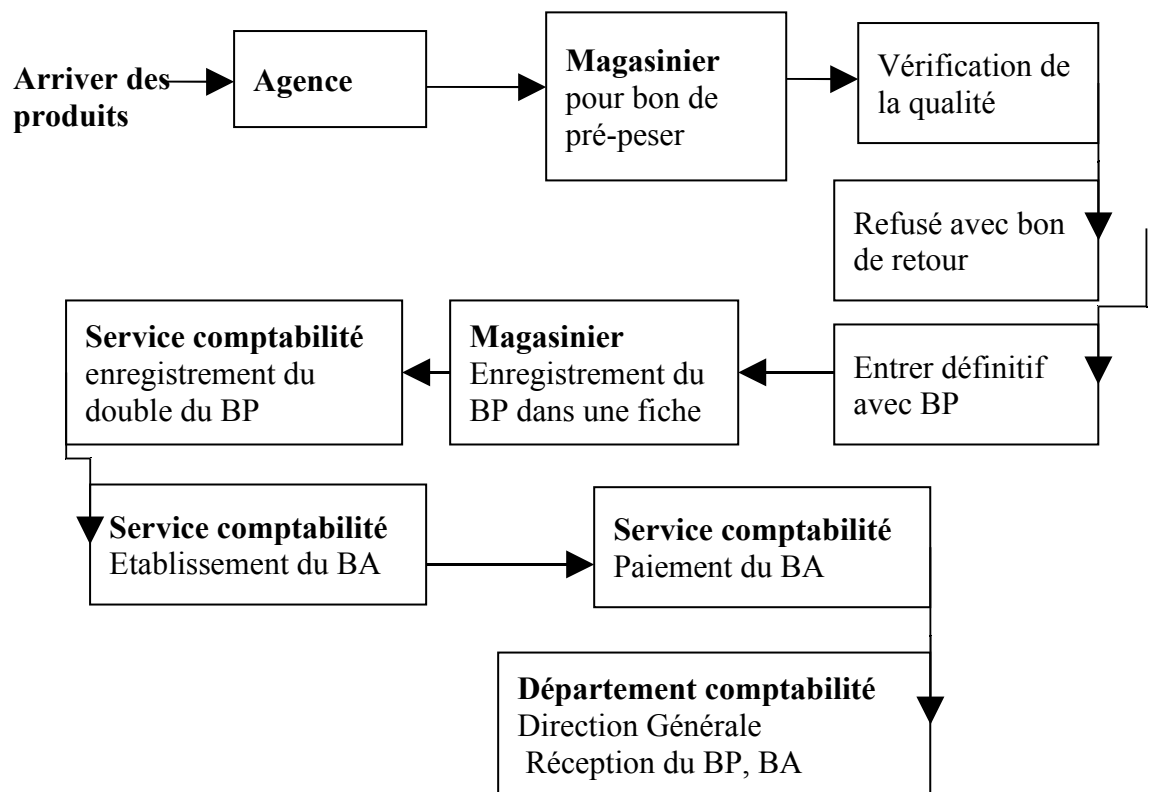 Arriver des
produits
Agence
Magasinier
pour bon de
pré-peser
Vérification de
la qualité
Refusé avec bon
de retour
Service comptabilité
enregistrement du
double du BP
Magasinier
Enregistrement du
BP dans une fiche
Entrer définitif
avec BP
Service comptabilité
Etablissement du BA
Service comptabilité
Paiement du BA
Département comptabilité
Direction Générale
Réception du BP, BA